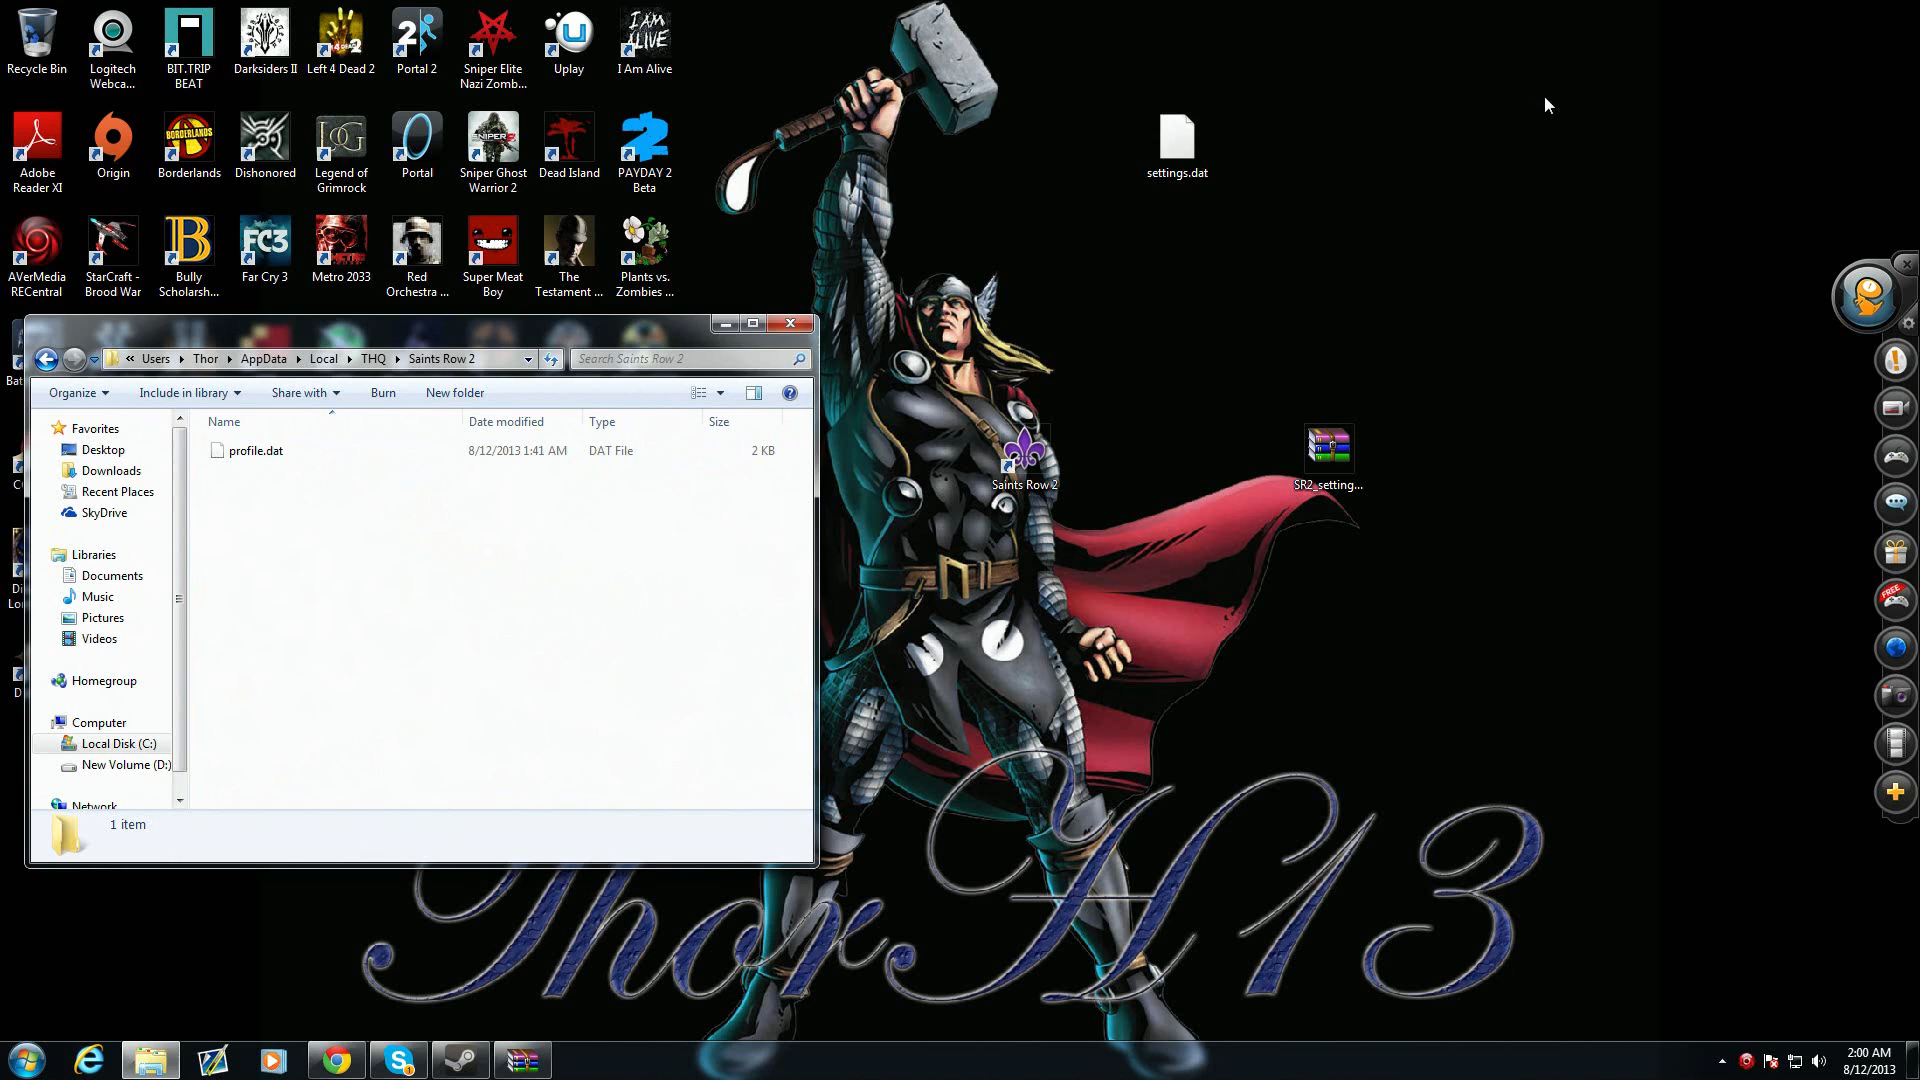 Recycle Bin
Logitech Webca...
BIT.TRIP BEAT
Darksiders II
Left 4 Dead 2
Portal 2
Sniper Elite Nazi Zomb...
Uplay
I AM ALIVE
I Am Alive
settings.dat
Adobe Reader XI
Origin
BORDERLANDS
Borderlands
Dishonored
LOG
Legend of Grimrock
Portal
Sniper Ghost Warrior 2
Dead Island
PAYDAY 2 Beta
AVerMedia RECentral
StarCraft - Brood War
Bully Scholarsh...
FC3
Far Cry 3
Metro 2033
Red Orchestra ...
Super Meat Boy
The Testament ...
Plants vs. Zombies ...
« Users Thor AppData Local THQ Saints Row 2
Search Saints Row 2
Organize Include in library Share with Burn New folder
Name Date modified Type Size
profile.dat 8/12/2013 1:41 AM DAT File 2 KB
Favorites
Desktop
Downloads
Recent Places
SkyDrive
Libraries
Documents
Music
Pictures
Videos
Homegroup
Computer
Local Disk (C:)
New Volume (D:)
Network
1 item
Saints Row 2
SR2_setting...
FREE
ThorH13
2:00 AM
8/12/2013